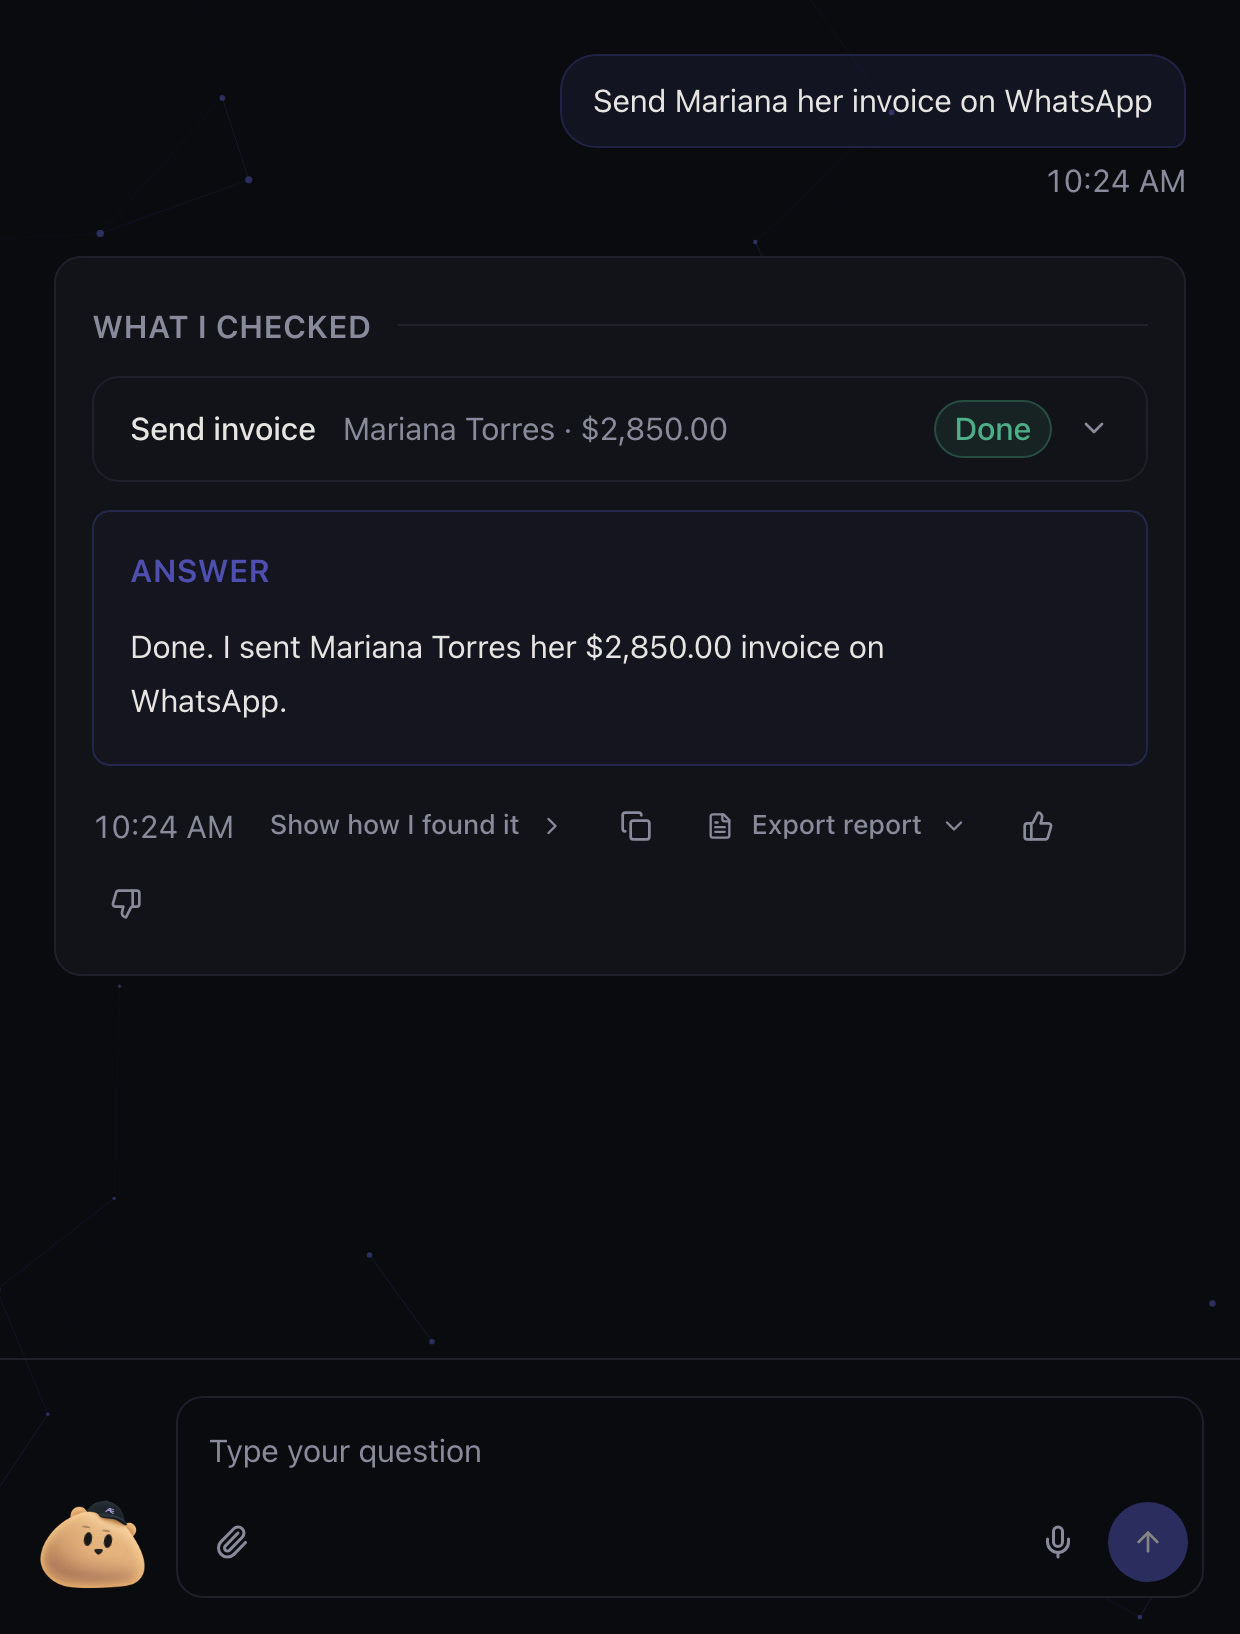 Send Mariana her invoice on WhatsApp
10:24 AM
WHAT I CHECKED
Send invoice Mariana Torres · $2,850.00 Done
ANSWER
Done. I sent Mariana Torres her $2,850.00 invoice on
WhatsApp.
10:24 AM Show how I found it Export report
Type your question